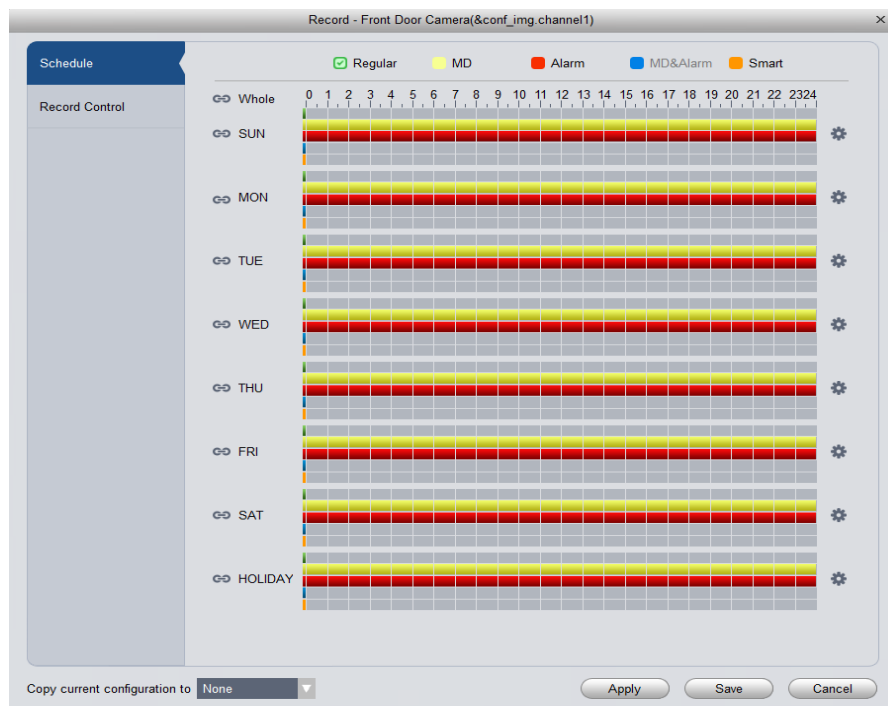 Record - Front Door Camera(&conf_img.channel1)
Schedule
Record Control
Regular MD Alarm MD&Alarm Smart
Whole 0 1 2 3 4 5 6 7 8 9 10 11 12 13 14 15 16 17 18 19 20 21 22 2324
SUN
MON
TUE
WED
THU
FRI
SAT
HOLIDAY
Copy current configuration to None Apply Save Cancel